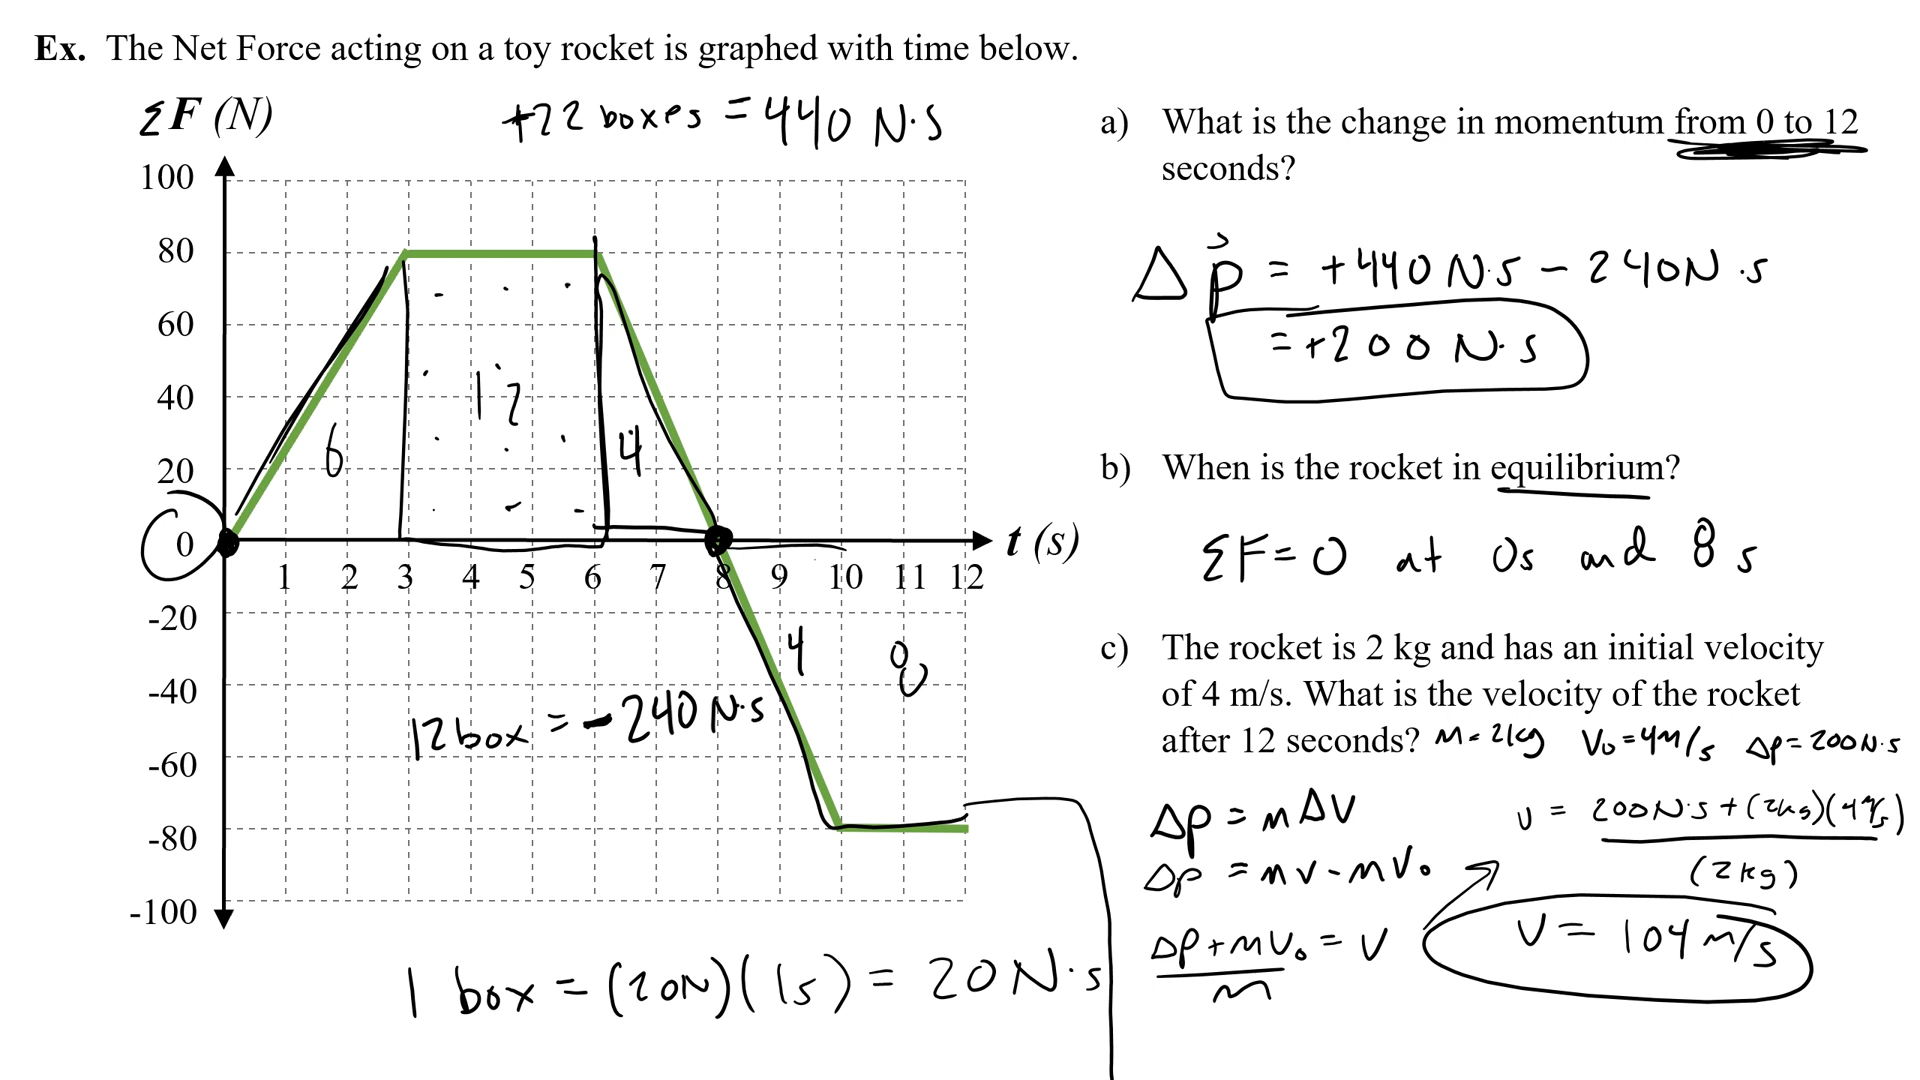 Ex. The Net Force acting on a toy rocket is graphed with time below.
ΣF (N)
+22 boxes = 440 N·s
100
80
60
40
20
0
-20
-40
-60
-80
-100
1 2 3 4 5 6 7 8 9 10 11 12
t (s)
6
12
4
4
8
12 box = -240 N·s
1 box = (20N)(1s) = 20 N·s
a) What is the change in momentum from 0 to 12
seconds?
Δp = +440 N·s - 240N·s
= +200 N·s
b) When is the rocket in equilibrium?
ΣF = 0 at 0s and 8 s
c) The rocket is 2 kg and has an initial velocity
of 4 m/s. What is the velocity of the rocket
after 12 seconds? m = 2kg v₀ = 4m/s Δp = 200N·s
Δp = mΔv
Δp = mv - mv₀
Δp + mv₀ = v
m
v = 200N·s + (2kg)(4m/s)
(2kg)
v = 104 m/s